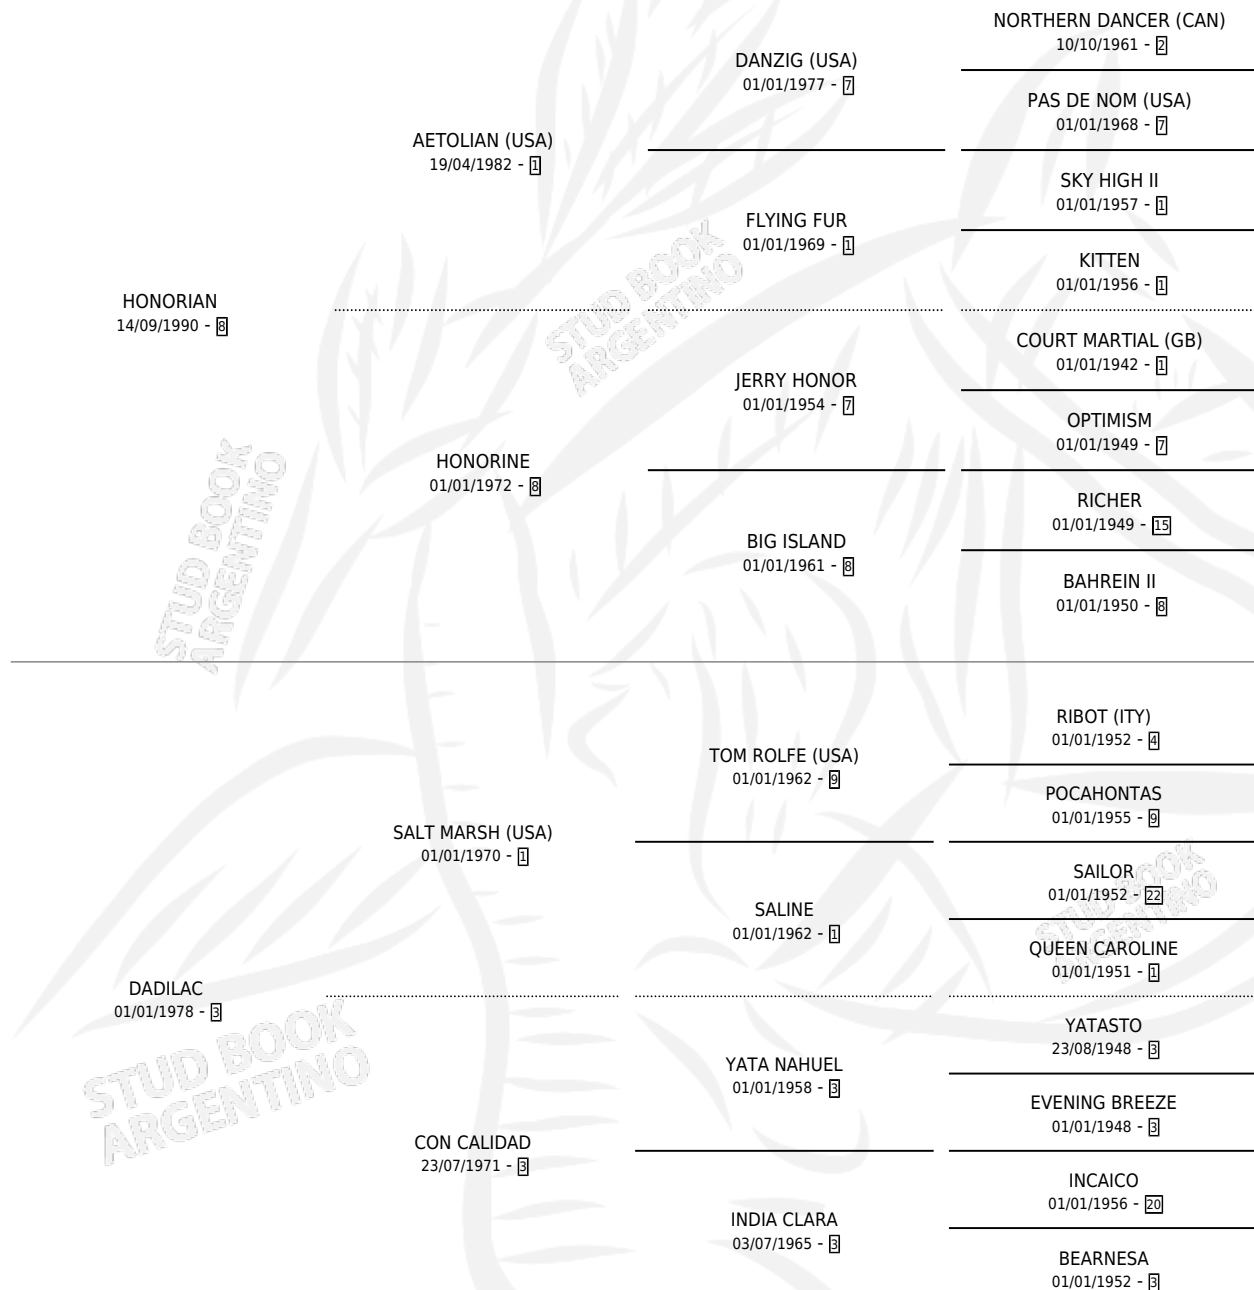 NORTHERN DANCER (CAN)
10/10/1961 - 2
DANZIG (USA)
01/01/1977 - 7
PAS DE NOM (USA)
01/01/1968 - 7
AETOLIAN (USA)
19/04/1982 - 1
SKY HIGH II
01/01/1957 - 1
FLYING FUR
01/01/1969 - 1
KITTEN
01/01/1956 - 1
HONORIAN
14/09/1990 - 8
COURT MARTIAL (GB)
01/01/1942 - 1
JERRY HONOR
01/01/1954 - 7
OPTIMISM
01/01/1949 - 7
HONORINE
01/01/1972 - 8
RICHER
01/01/1949 - 15
BIG ISLAND
01/01/1961 - 8
BAHREIN II
01/01/1950 - 8
RIBOT (ITY)
01/01/1952 - 4
TOM ROLFE (USA)
01/01/1962 - 9
POCAHONTAS
01/01/1955 - 9
SALT MARSH (USA)
01/01/1970 - 1
SAILOR
01/01/1952 - 22
SALINE
01/01/1962 - 1
QUEEN CAROLINE
01/01/1951 - 1
DADILAC
01/01/1978 - 3
YATASTO
23/08/1948 - 3
YATA NAHUEL
01/01/1958 - 3
EVENING BREEZE
01/01/1948 - 3
CON CALIDAD
23/07/1971 - 3
INCAICO
01/01/1956 - 20
INDIA CLARA
03/07/1965 - 3
BEARNESA
01/01/1952 - 3
STUD BOOK
ARGENTINO
STUD BOOK
ARGENTINO
STUD BOOK
ARGENTINO
STUD BOOK
ARGENTINO